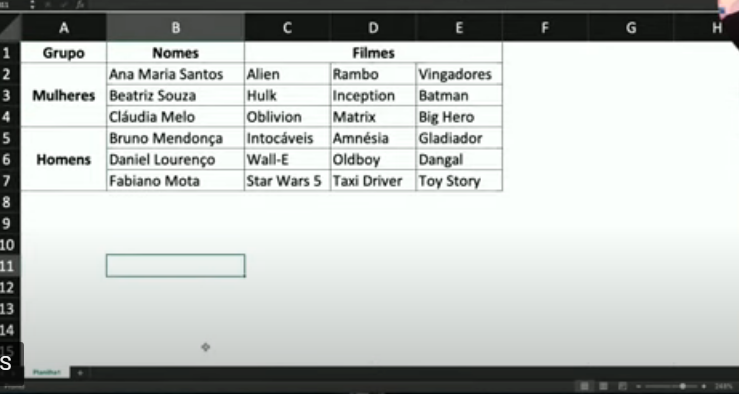 A B C D E F G H
1 Grupo Nomes Filmes
2 Ana Maria Santos Alien Rambo Vingadores
3 Mulheres Beatriz Souza Hulk Inception Batman
4 Cláudia Melo Oblivion Matrix Big Hero
5 Bruno Mendonça Intocáveis Amnésia Gladiador
6 Homens Daniel Lourenço Wall-E Oldboy Dangal
7 Fabiano Mota Star Wars 5 Taxi Driver Toy Story
8
9
10
11
12
13
14
15
S
Planilha1